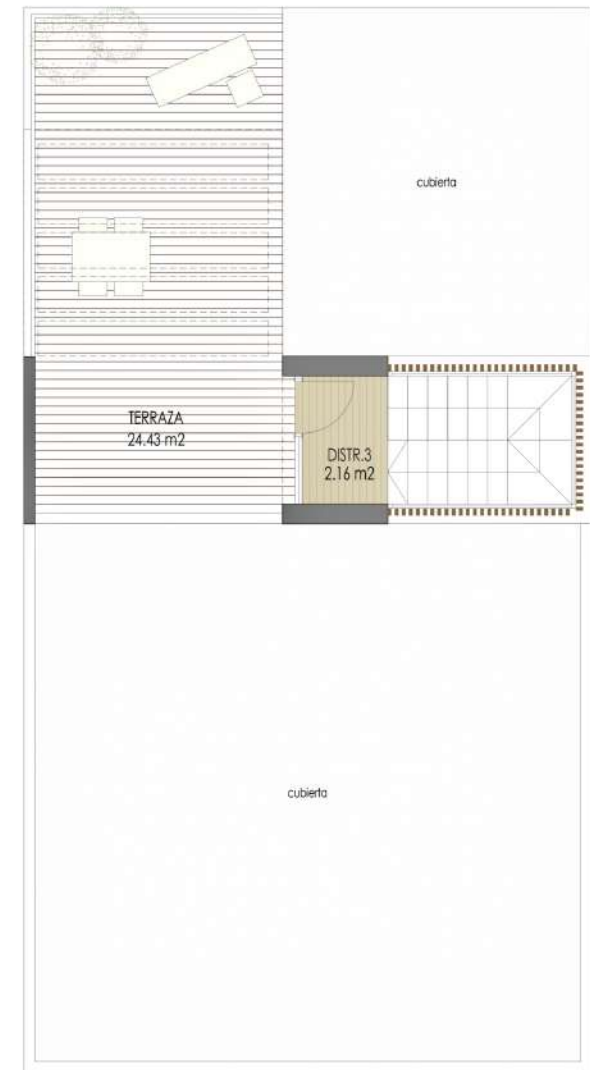 cubierta
TERRAZA
24.43 m2
DISTR.3
2.16 m2
cubierta